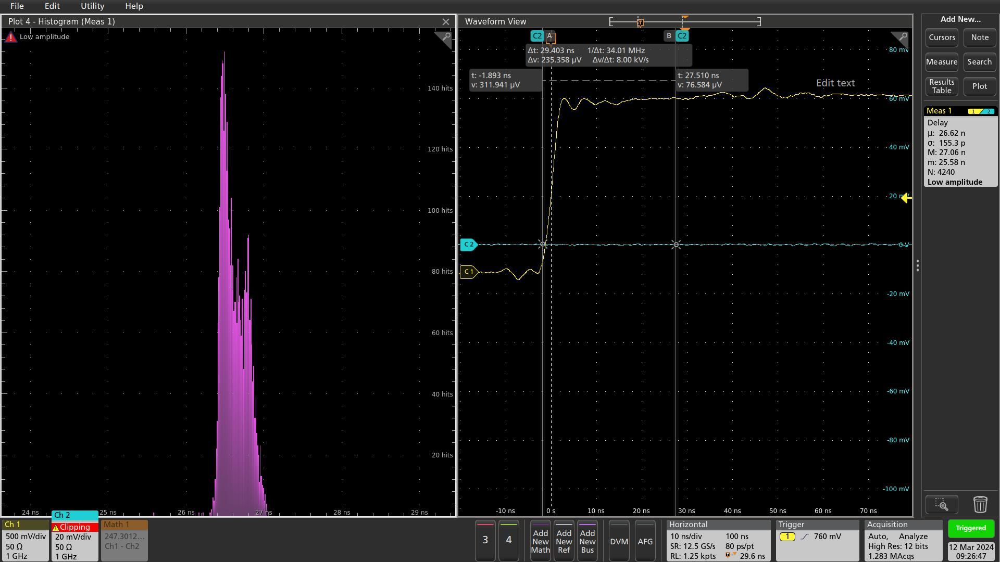 File Edit Utility Help
Plot 4 - Histogram (Meas 1)
Low amplitude
140 hits
120 hits
100 hits
80 hits
60 hits
40 hits
20 hits
24 ns 25 ns 26 ns 27 ns 28 ns 29 ns
Waveform View
C2 A B C2
Δt: 29.403 ns 1/Δt: 34.01 MHz
Δv: 235.358 µV Δv/Δt: 8.00 kV/s
t: -1.893 ns
v: 311.941 µV
t: 27.510 ns
v: 76.584 µV
Edit text
80 mV
60 mV
40 mV
20 mV
0 V
-20 mV
-40 mV
-60 mV
-80 mV
-100 mV
C 2
C 1
-10 ns 0 s 10 ns 20 ns 30 ns 40 ns 50 ns 60 ns 70 ns
Add New...
Cursors Note
Measure Search
Results Table Plot
Meas 1 1 2
Delay
µ: 26.62 n
σ: 155.3 p
M: 27.06 n
m: 25.58 n
N: 4240
Low amplitude
Ch 1
500 mV/div
50 Ω
1 GHz
Ch 2
Clipping
20 mV/div
50 Ω
1 GHz
Math 1
247.3012...
Ch1 - Ch2
3 4
Add New Math
Add New Ref
Add New Bus
DVM AFG
Horizontal
10 ns/div 100 ns
SR: 12.5 GS/s 80 ps/pt
RL: 1.25 kpts T 29.6 ns
Trigger
1 760 mV
Acquisition
Auto, Analyze
High Res: 12 bits
1.283 MAcqs
Triggered
12 Mar 2024
09:26:47